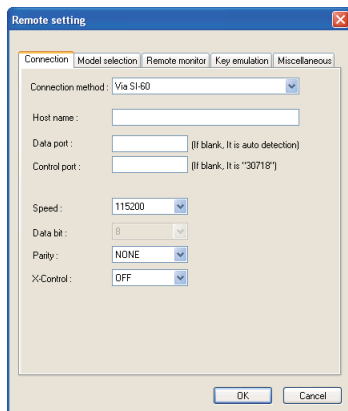 Remote setting
Connection Model selection Remote monitor Key emulation Miscellaneous
Connection method : Via SI-60
Host name :
Data port : (If blank, It is auto detection)
Control port : (If blank, It is "30718")
Speed : 115200
Data bit : 8
Parity : NONE
X-Control : OFF
OK Cancel